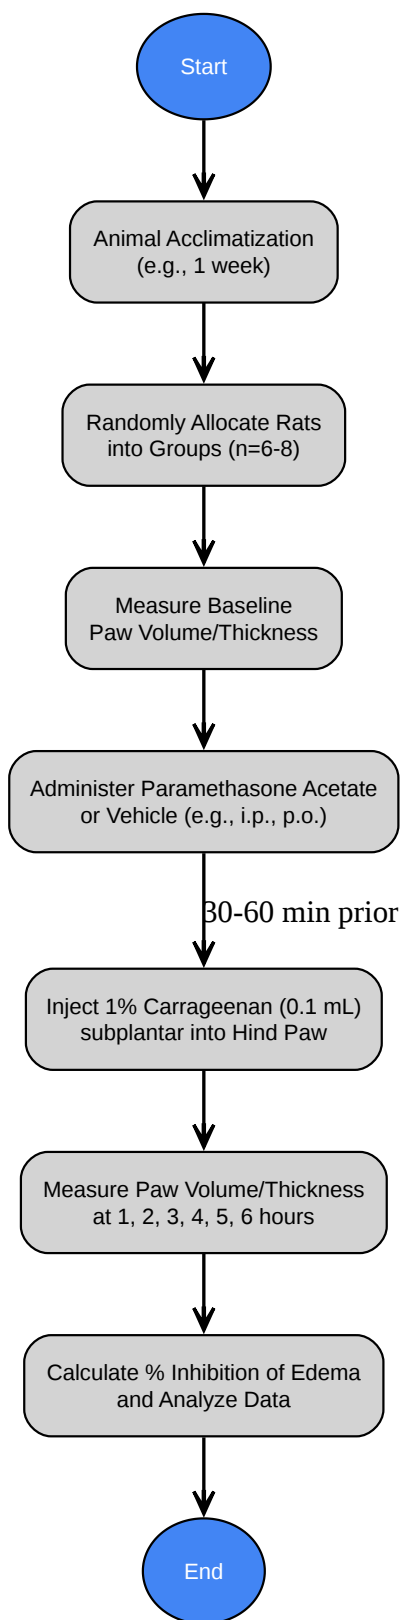 Start
Animal Acclimatization
(e.g., 1 week)
Randomly Allocate Rats
into Groups (n=6-8)
Measure Baseline
Paw Volume/Thickness
Administer Paramethasone Acetate
or Vehicle (e.g., i.p., p.o.)
30-60 min prior
Inject 1% Carrageenan (0.1 mL)
subplantar into Hind Paw
Measure Paw Volume/Thickness
at 1, 2, 3, 4, 5, 6 hours
Calculate % Inhibition of Edema
and Analyze Data
End